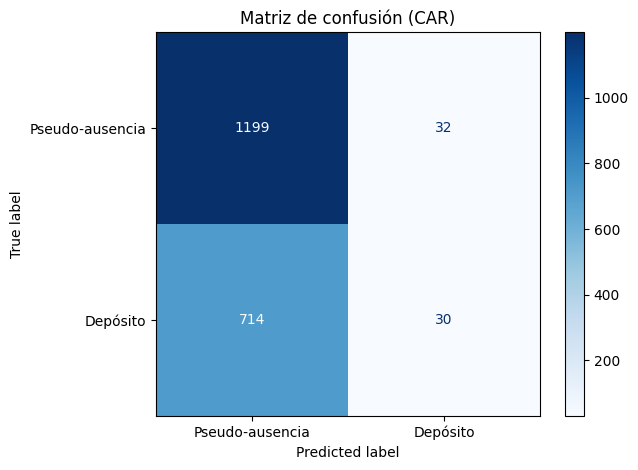 Matriz de confusión (CAR)
Pseudo-ausencia
1199
32
Depósito
714
30
True label
Pseudo-ausencia
Depósito
Predicted label
1000
800
600
400
200